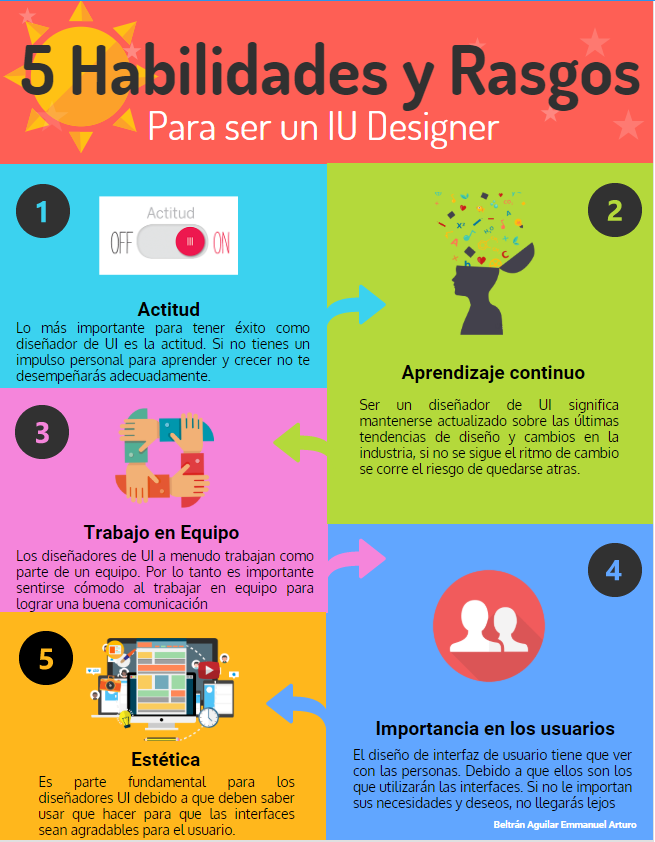 5 Habilidades y Rasgos
Para ser un IU Designer
1
Actitud
OFF
III
ON
Actitud
Lo más importante para tener éxito como
diseñador de UI es la actitud. Si no tienes un
impulso personal para aprender y crecer no te
desempeñarás adecuadamente.
2
Aprendizaje continuo
Ser un diseñador de UI significa
mantenerse actualizado sobre las últimas
tendencias de diseño y cambios en la
industria, si no se sigue el ritmo de cambio
se corre el riesgo de quedarse atras.
3
Trabajo en Equipo
Los diseñadores de UI a menudo trabajan como
parte de un equipo. Por lo tanto es importante
sentirse cómodo al trabajar en equipo para
lograr una buena comunicación
4
Importancia en los usuarios
El diseño de interfaz de usuario tiene que ver
con las personas. Debido a que ellos son los
que utilizarán las interfaces. Si no le importan
sus necesidades y deseos, no llegarás lejos
5
Estética
Es parte fundamental para los
diseñadores UI debido a que deben saber
usar que hacer para que las interfaces
sean agradables para el usuario.
Beltrán Aguilar Emmanuel Arturo